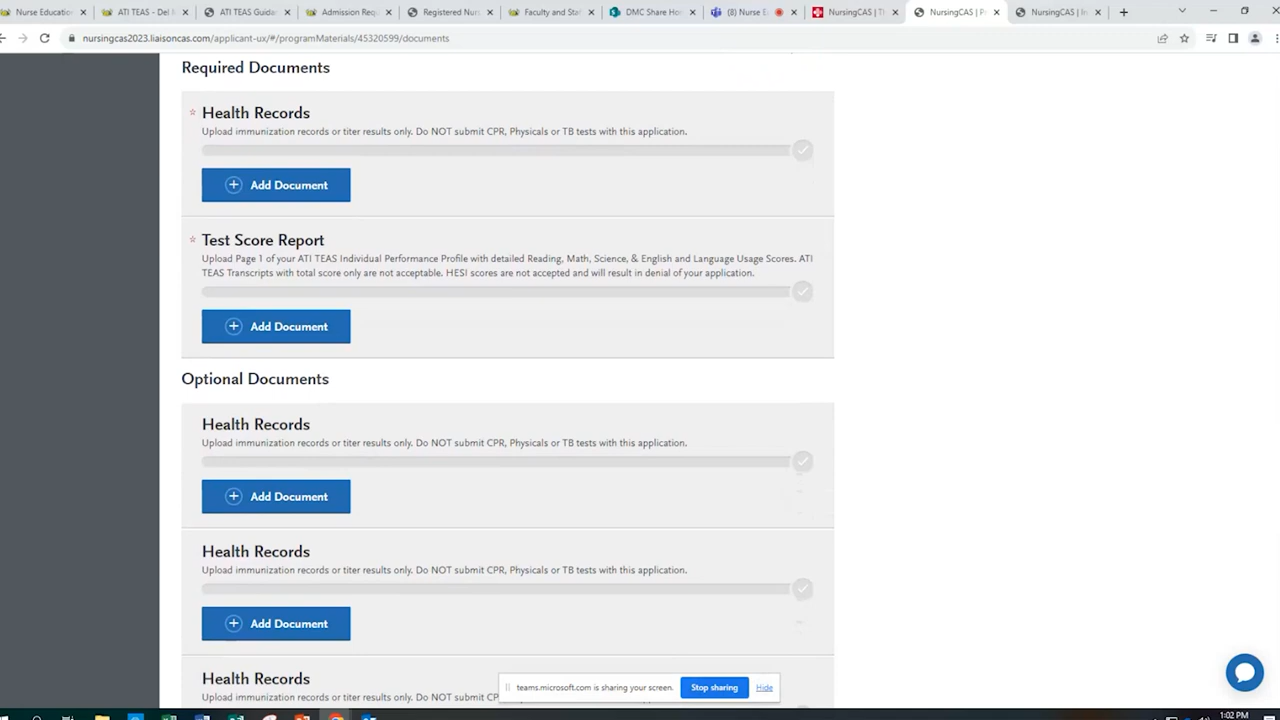 Nurse Education
ATI TEAS - Del M
ATI TEAS Guidan
Admission Req
Registered Nurs
Faculty and Staf
DMC Share Hom
(8) Nurse E
NursingCAS | T
NursingCAS | P
NursingCAS | In
nursingcas2023.liaisoncas.com/applicant-ux/#/programMaterials/45320599/documents
Required Documents
* Health Records
Upload immunization records or titer results only. Do NOT submit CPR, Physicals or TB tests with this application.
Add Document
* Test Score Report
Upload Page 1 of your ATI TEAS Individual Performance Profile with detailed Reading, Math, Science, & English and Language Usage Scores. ATI
TEAS Transcripts with total score only are not acceptable. HESI scores are not accepted and will result in denial of your application.
Add Document
Optional Documents
Health Records
Upload immunization records or titer results only. Do NOT submit CPR, Physicals or TB tests with this application.
Add Document
Health Records
Upload immunization records or titer results only. Do NOT submit CPR, Physicals or TB tests with this application.
Add Document
Health Records
Upload immunization records or titer results only. Do NOT submit CP
teams.microsoft.com is sharing your screen.
Stop sharing
Hide
1:02 PM